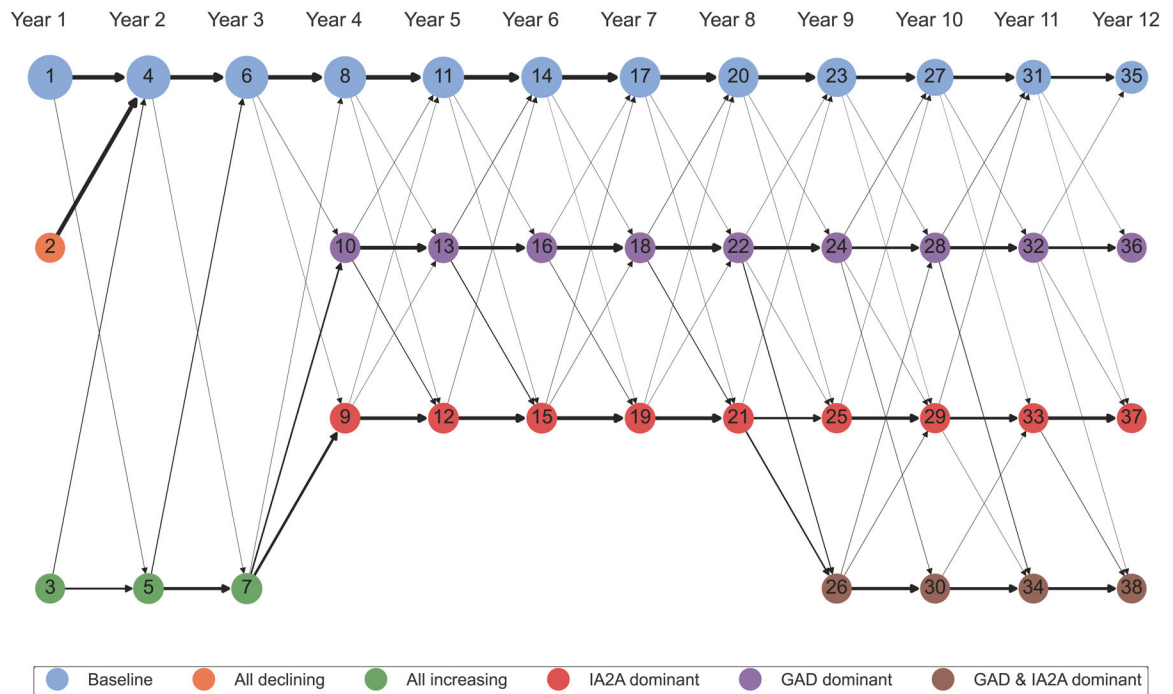 Year 1 Year 2 Year 3 Year 4 Year 5 Year 6 Year 7 Year 8 Year 9 Year 10 Year 11 Year 12
1 4 6 8 11 14 17 20 23 27 31 35
2 10 13 16 18 22 24 28 32 36
9 12 15 19 21 25 29 33 37
3 5 7 26 30 34 38
Baseline All declining All increasing IA2A dominant GAD dominant GAD & IA2A dominant